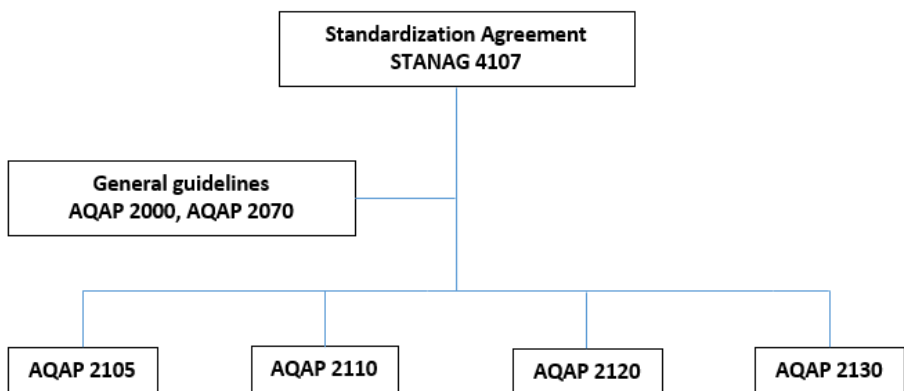 Standardization Agreement
STANAG 4107
General guidelines
AQAP 2000, AQAP 2070
AQAP 2105
AQAP 2110
AQAP 2120
AQAP 2130